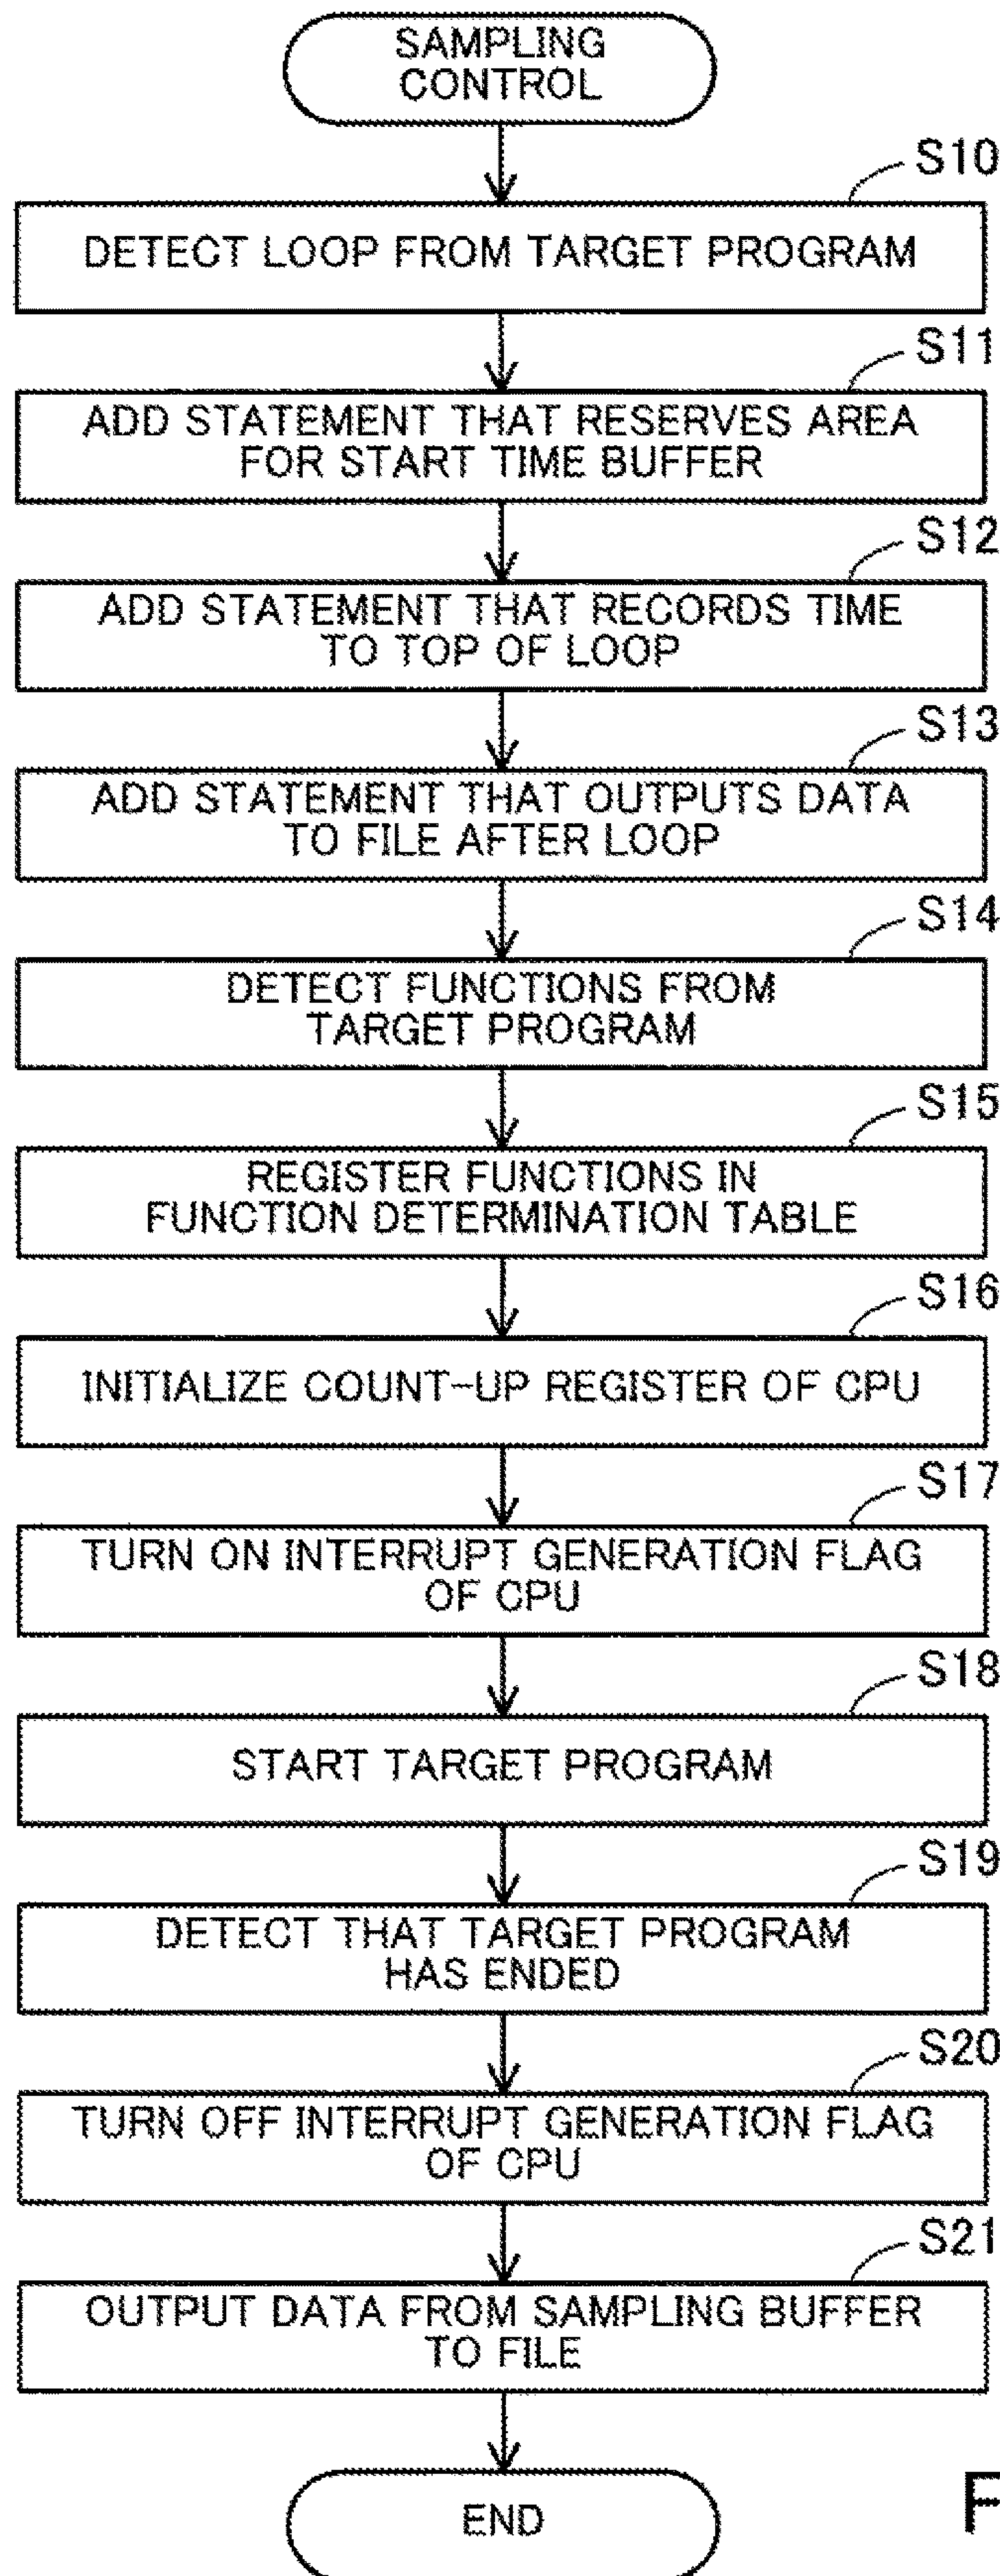 SAMPLING
CONTROL
S10
DETECT LOOP FROM TARGET PROGRAM
S11
ADD STATEMENT THAT RESERVES AREA
FOR START TIME BUFFER
S12
ADD STATEMENT THAT RECORDS TIME
TO TOP OF LOOP
S13
ADD STATEMENT THAT OUTPUTS DATA
TO FILE AFTER LOOP
S14
DETECT FUNCTIONS FROM
TARGET PROGRAM
S15
REGISTER FUNCTIONS IN
FUNCTION DETERMINATION TABLE
S16
INITIALIZE COUNT-UP REGISTER OF CPU
S17
TURN ON INTERRUPT GENERATION FLAG
OF CPU
S18
START TARGET PROGRAM
S19
DETECT THAT TARGET PROGRAM
HAS ENDED
S20
TURN OFF INTERRUPT GENERATION FLAG
OF CPU
S21
OUTPUT DATA FROM SAMPLING BUFFER
TO FILE
END